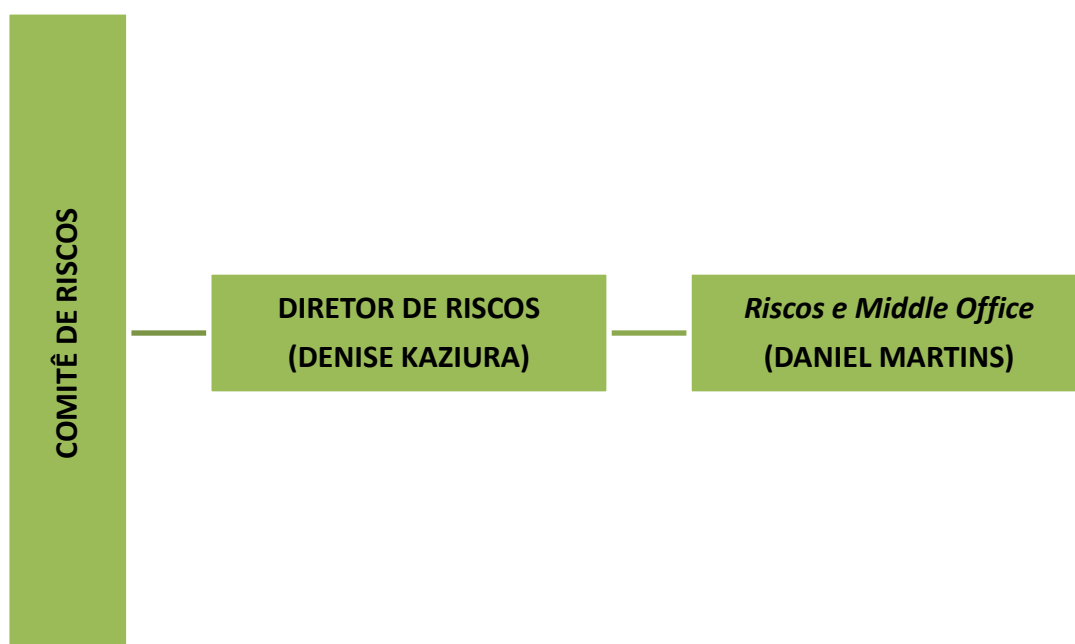 COMITÊ DE RISCOS
DIRETOR DE RISCOS
(DENISE KAZIURA)
Riscos e Middle Office
(DANIEL MARTINS)